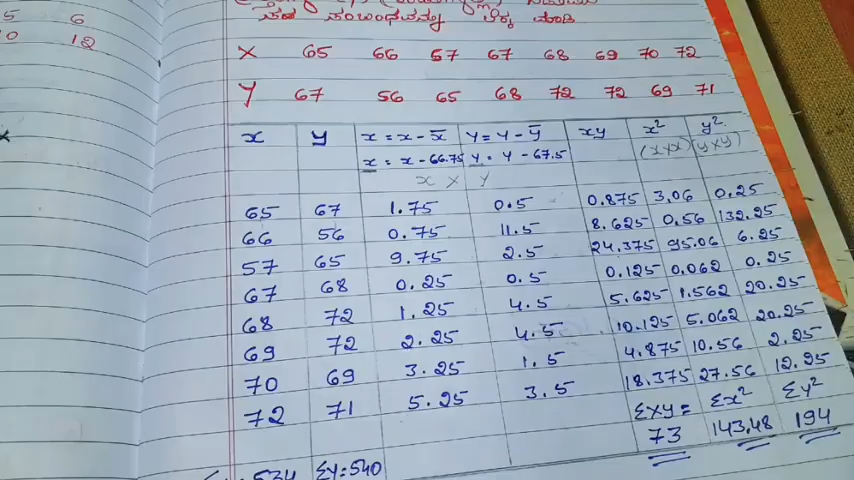 5 6
0 12
ಮಾಡಿ
X 65 66 57 67 68 69 70 72
Y 67 56 65 68 72 72 69 71
x y x = x - x̄ y = y - ȳ xy x² y²
x = x - 66.75 y = y - 67.5 (x×x) (y×y)
x × y
65 67 1.75 0.5 0.875 3.06 0.25
66 56 0.75 11.5 8.625 0.56 132.25
57 65 9.75 2.5 24.375 95.06 6.25
67 68 0.25 0.5 0.125 0.062 0.25
68 72 1.25 4.5 5.625 1.562 20.25
69 72 2.25 4.5 10.125 5.062 20.25
70 69 3.25 1.5 4.875 10.56 2.25
72 71 5.25 3.5 18.375 27.56 12.25
Σxy = Σx² Σy²
73 143.48 194
534 Σy:540